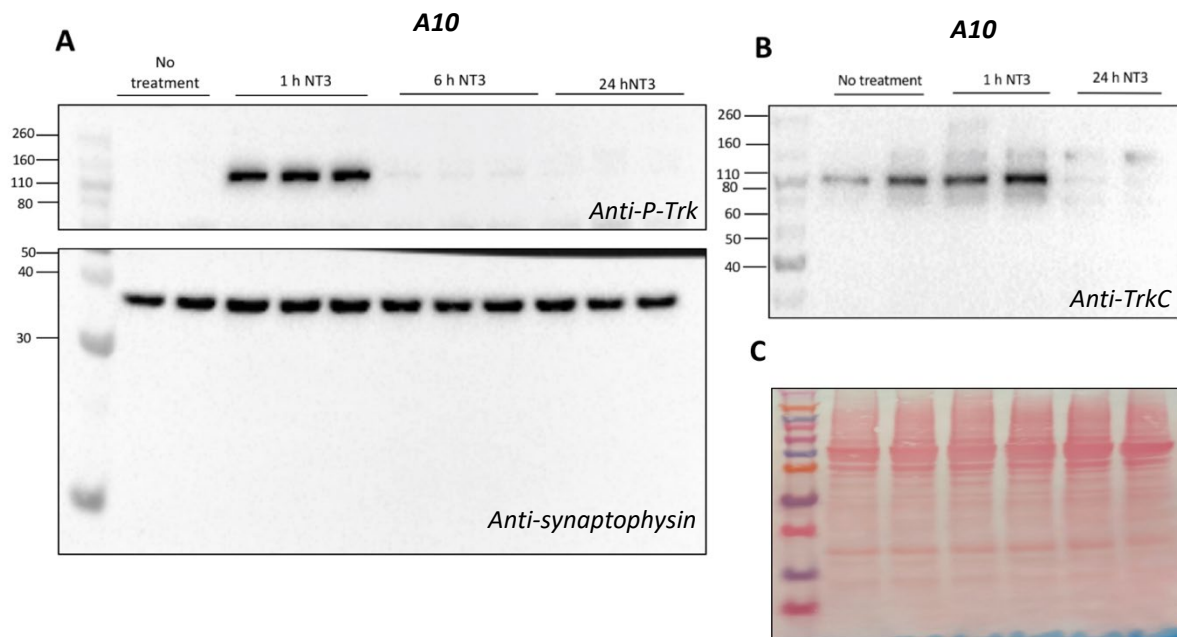 A10
A
No
treatment
1 h NT3
6 h NT3
24 hNT3
260
160
110
80
Anti-P-Trk
50
40
30
Anti-synaptophysin
A10
B
No treatment
1 h NT3
24 h NT3
260
160
110
80
60
50
40
Anti-TrkC
C